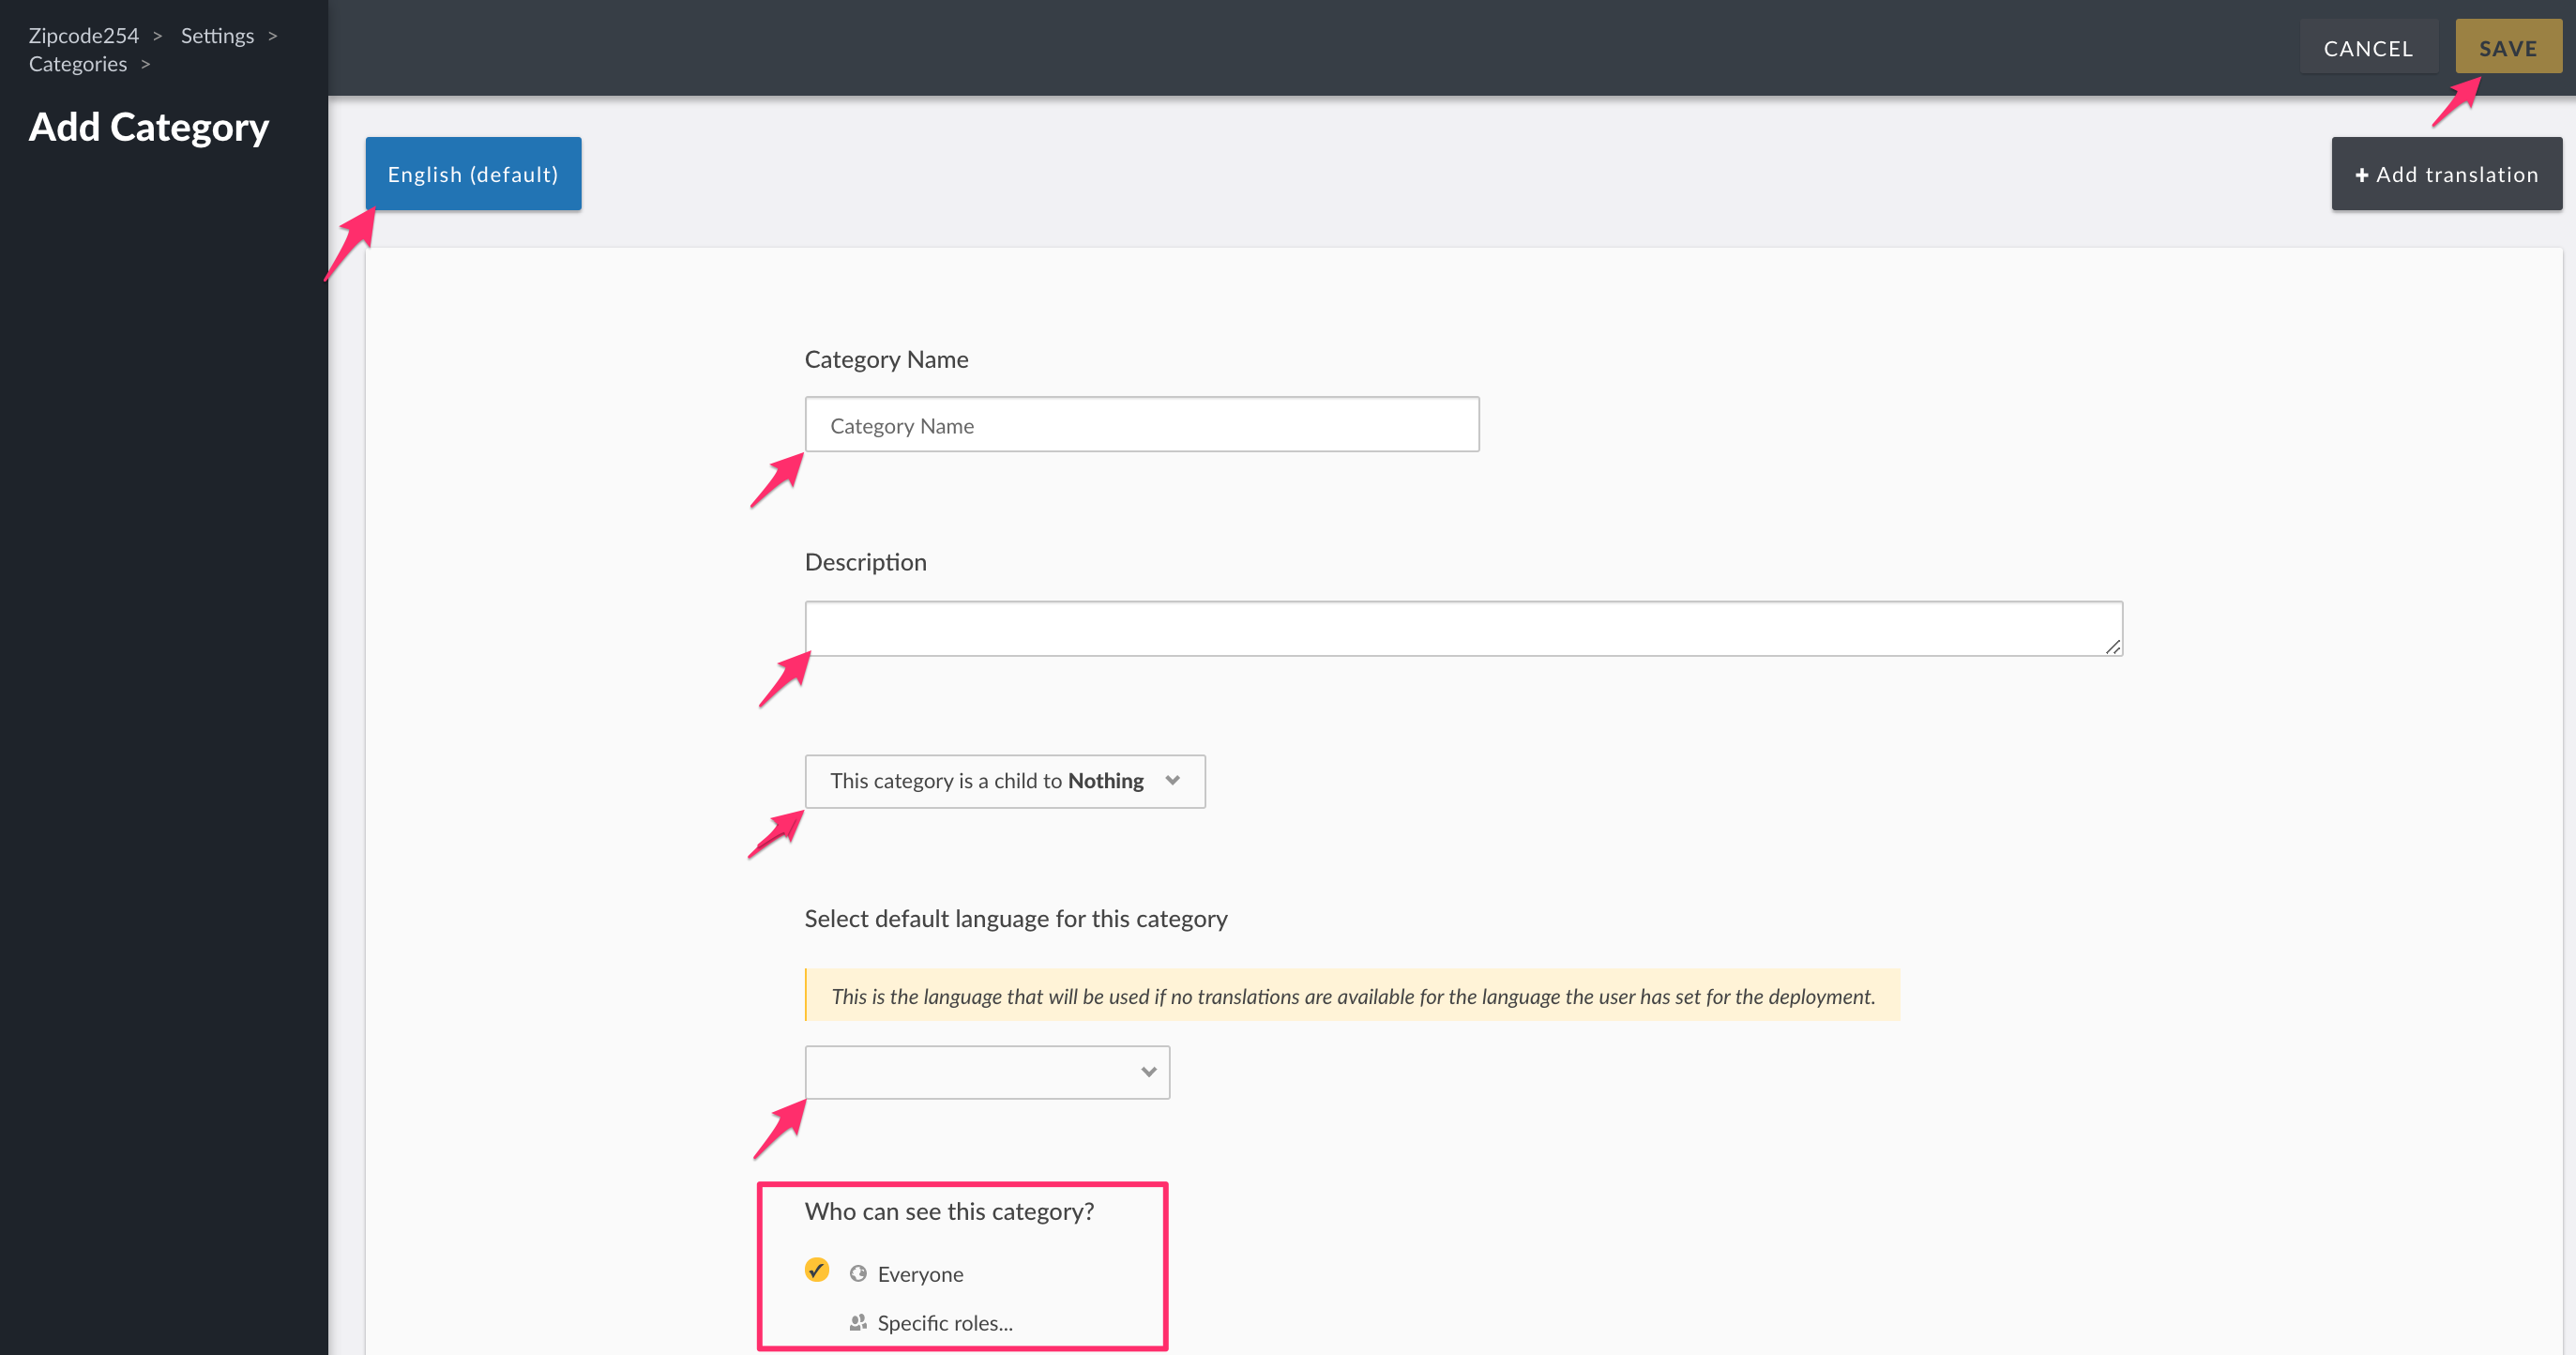 Zipcode254 > Settings >
Categories >
Add Category
CANCEL
SAVE
English (default)
+ Add translation
Category Name
Category Name
Description
This category is a child to Nothing
Select default language for this category
This is the language that will be used if no translations are available for the language the user has set for the deployment.
Who can see this category?
Everyone
Specific roles...